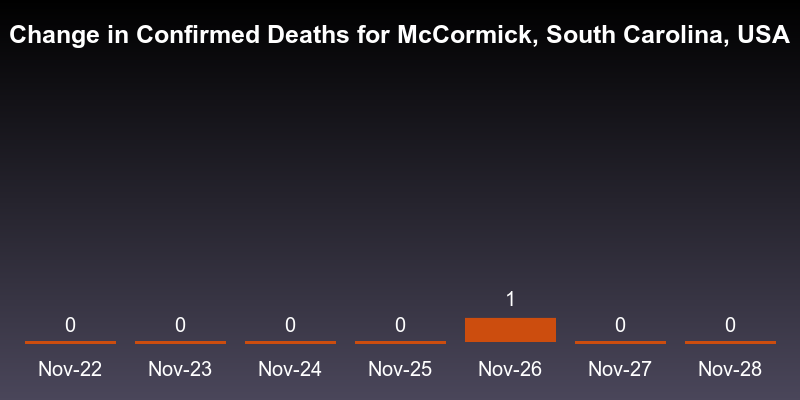 Change in Confirmed Deaths for McCormick, South Carolina, USA
0 0 0 0 1 0 0
Nov-22 Nov-23 Nov-24 Nov-25 Nov-26 Nov-27 Nov-28